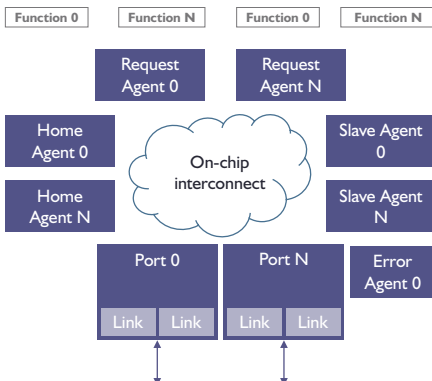 Function 0 Function N Function 0 Function N
Request
Agent 0
Request
Agent N
Home
Agent 0
On-chip
interconnect
Slave Agent
0
Home
Agent N
Slave Agent
N
Port 0
Port N
Error
Agent 0
Link Link Link Link